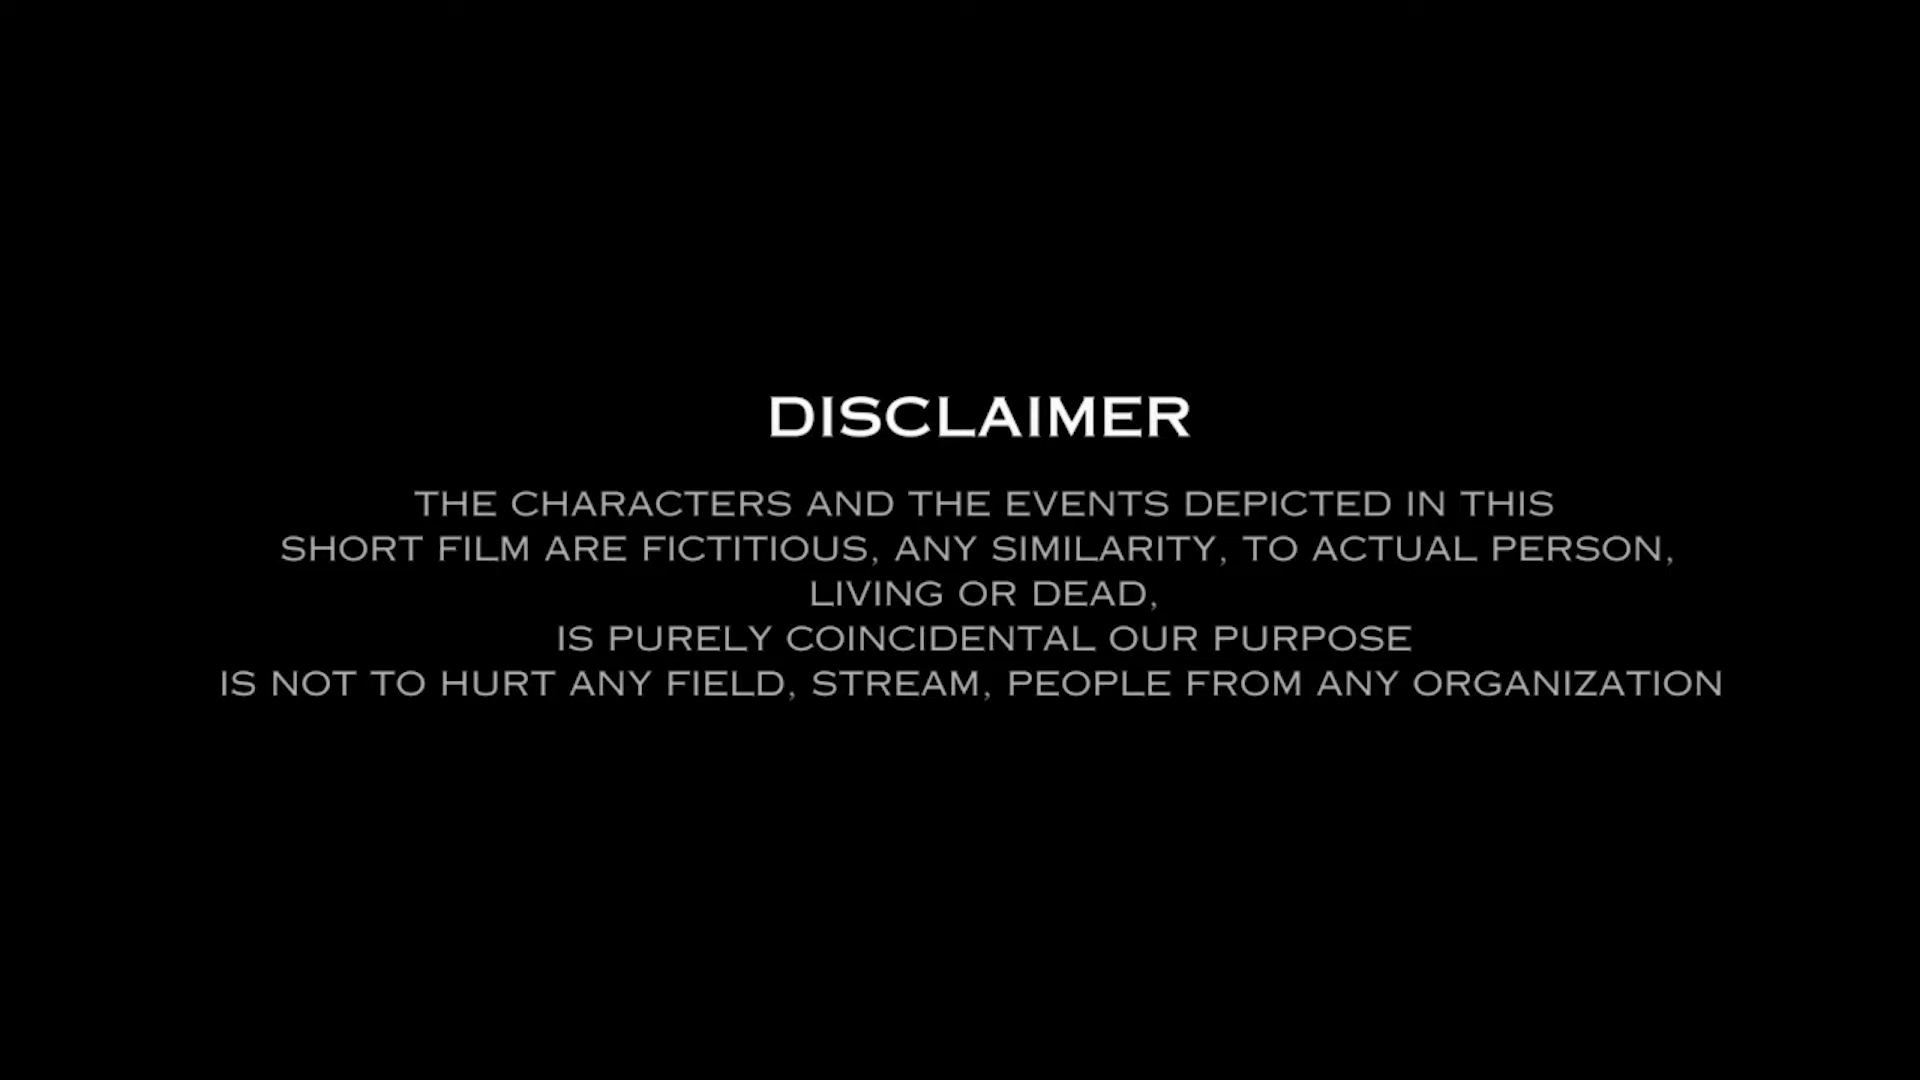 DISCLAIMER
THE CHARACTERS AND THE EVENTS DEPICTED IN THIS
SHORT FILM ARE FICTITIOUS, ANY SIMILARITY, TO ACTUAL PERSON,
LIVING OR DEAD,
IS PURELY COINCIDENTAL OUR PURPOSE
IS NOT TO HURT ANY FIELD, STREAM, PEOPLE FROM ANY ORGANIZATION